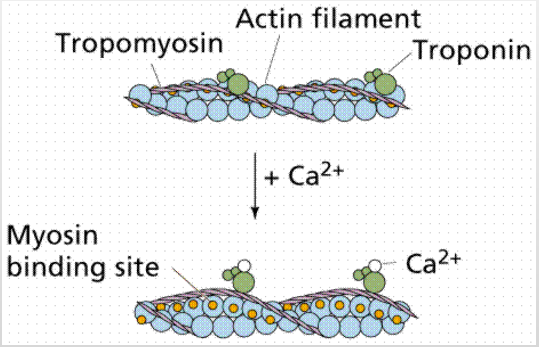 Actin filament
Tropomyosin
Troponin
+ Ca2+
Myosin
binding site
Ca2+